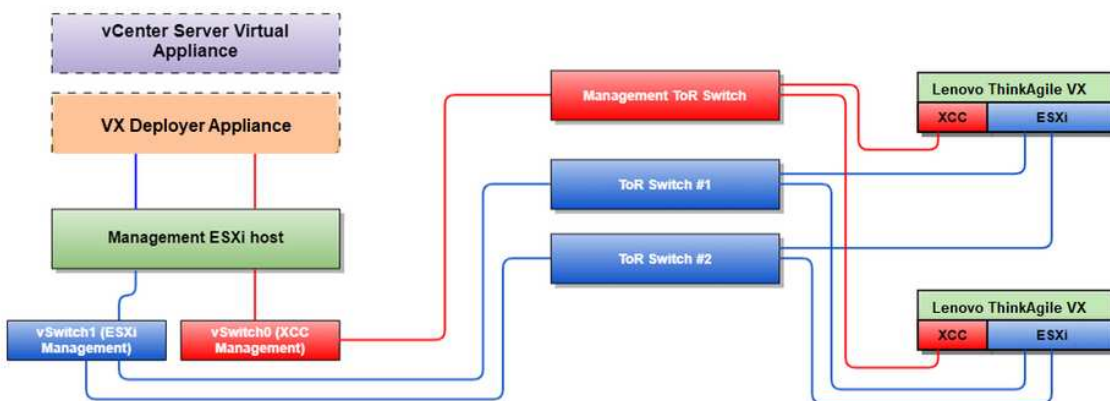 vCenter Server Virtual
Appliance
VX Deployer Appliance
Management ESXi host
vSwitch1 (ESXi
Management)
vSwitch0 (XCC
Management)
Management ToR Switch
ToR Switch #1
ToR Switch #2
Lenovo ThinkAgile VX
XCC
ESXi
Lenovo ThinkAgile VX
XCC
ESXi